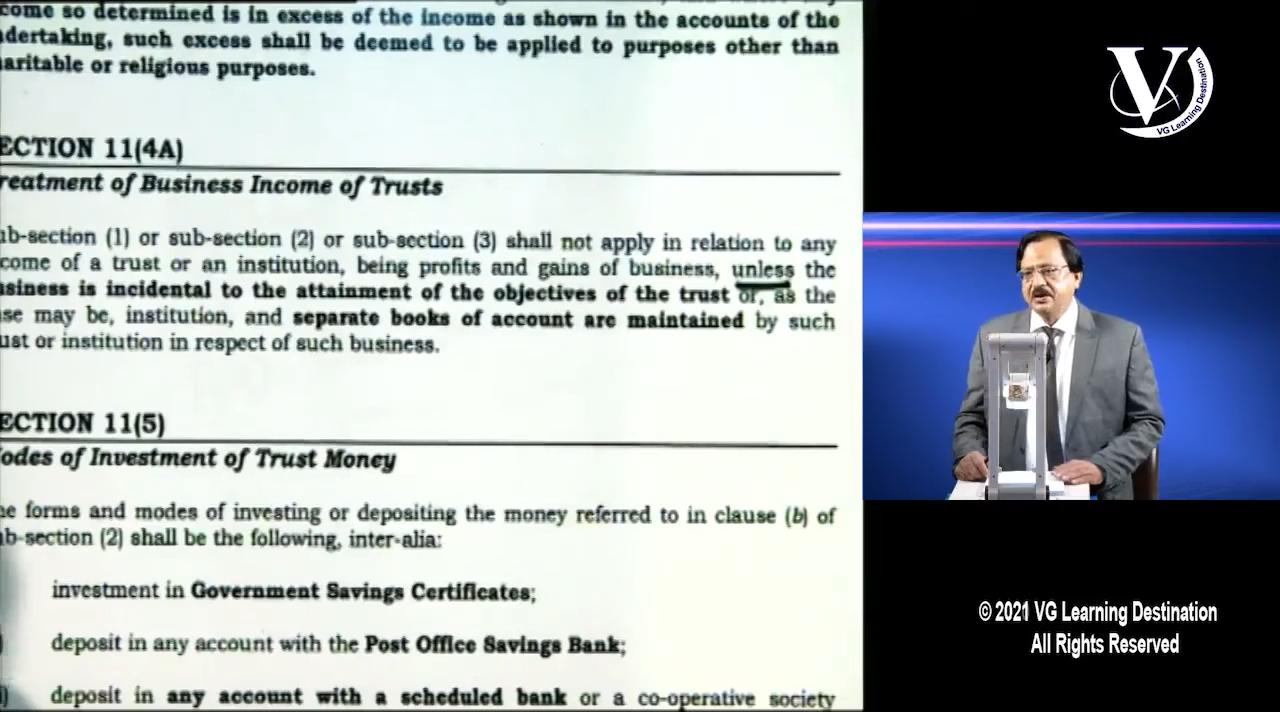 come so determined is in excess of the income as shown in the accounts of the
dertaking, such excess shall be deemed to be applied to purposes other than
aritable or religious purposes.
ECTION 11(4A)
reatment of Business Income of Trusts
ub-section (1) or sub-section (2) or sub-section (3) shall not apply in relation to any
come of a trust or an institution, being profits and gains of business, unless the
usiness is incidental to the attainment of the objectives of the trust or, as the
se may be, institution, and separate books of account are maintained by such
ust or institution in respect of such business.
ECTION 11(5)
odes of Investment of Trust Money
he forms and modes of investing or depositing the money referred to in clause (b) of
b-section (2) shall be the following, inter-alia:
investment in Government Savings Certificates;
) deposit in any account with the Post Office Savings Bank;
i) deposit in any account with a scheduled bank or a co-operative society
V
VG Learning Destination
© 2021 VG Learning Destination
All Rights Reserved